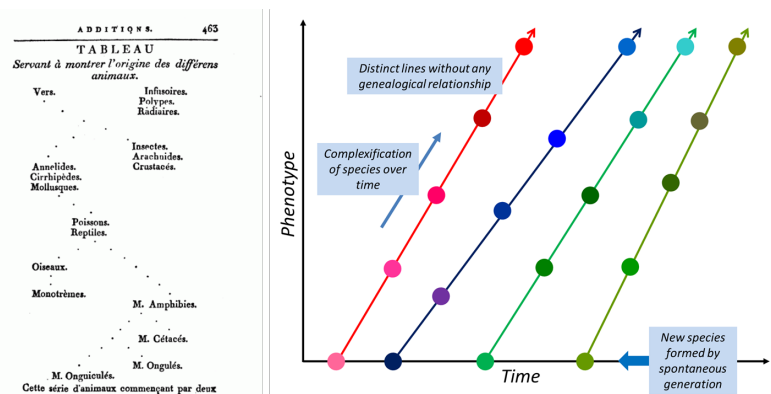 ADDITIONS. 463
TABLEAU
Servant à montrer l'origine des différens
animaux.
Vers. Infusoires.
Polypes.
Radiaires.
Insectes.
Arachnides.
Crustacés.
Annelides.
Cirrhipèdes.
Mollusques.
Poissons.
Reptiles.
Oiseaux.
Monotrèmes.
M. Amphibies.
M. Cétacés.
M. Ongulés.
M. Onguiculés.
Cette série d'animaux commençant par deux
Phenotype
Distinct lines without any
genealogical relationship
Complexification
of species over
time
New species
formed by
spontaneous
generation
Time